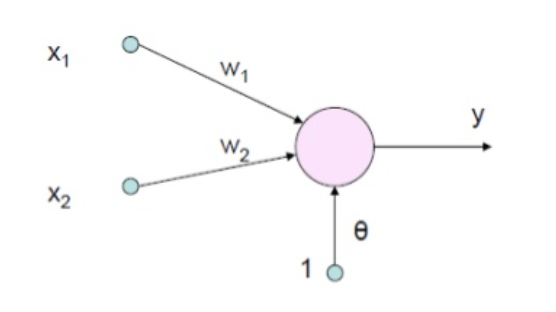 x₁
w₁
y
w₂
x₂
θ
1